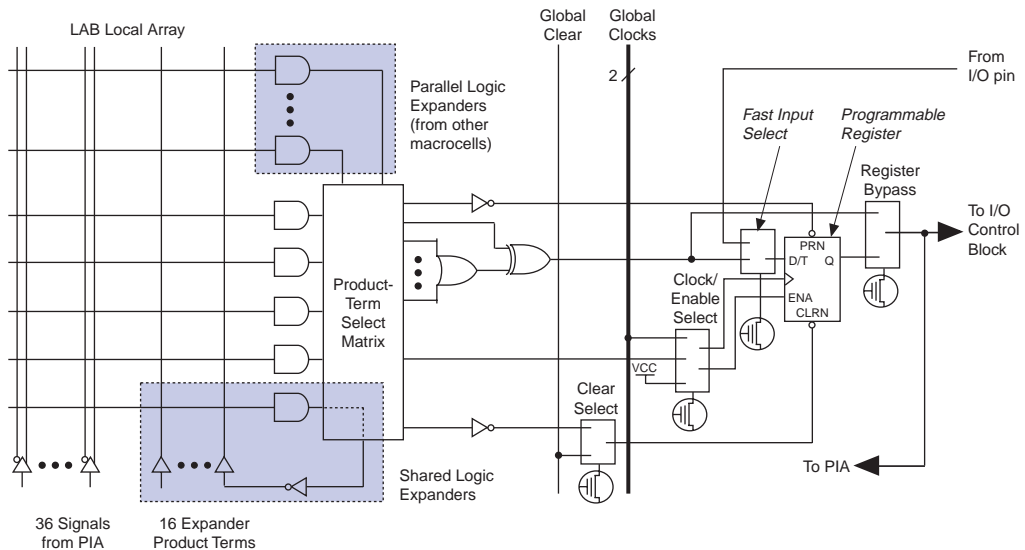 LAB Local Array
Global
Clear
Global
Clocks
2
From
I/O pin
Parallel Logic
Expanders
(from other
macrocells)
Fast Input
Select
Programmable
Register
Register
Bypass
To I/O
Control
Block
PRN
D/T Q
ENA
CLRN
Product-
Term
Select
Matrix
Clock/
Enable
Select
VCC
Clear
Select
Shared Logic
Expanders
To PIA
36 Signals
from PIA
16 Expander
Product Terms